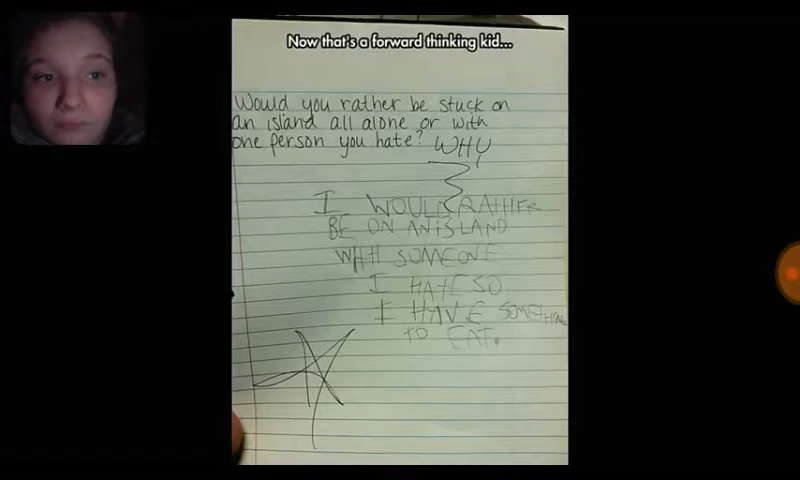 Now that's a forward thinking kid...
Would you rather be stuck on
an island all alone or with
one person you hate? WHY
I WOULD RATHER
BE ON AN ISLAND
WITH SOMEONE
I HATE SO
I HAVE SOMETHING
TO EAT.